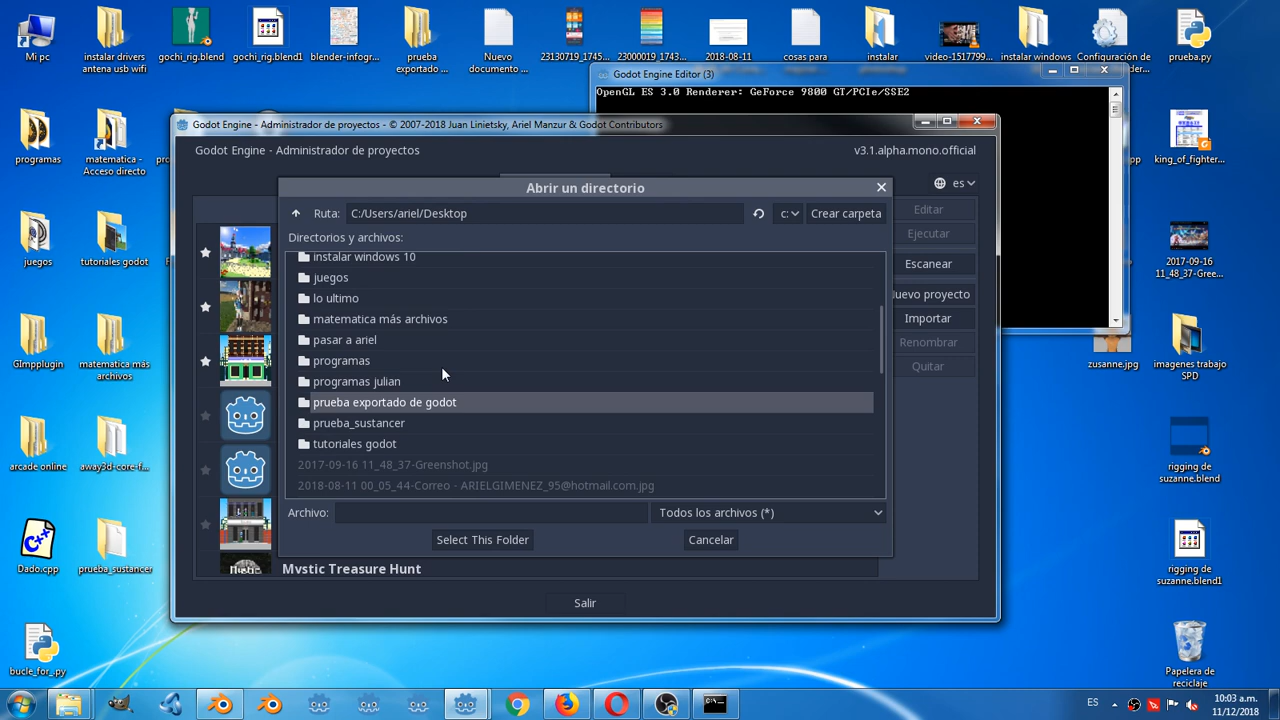 Mi pc
instalar drivers
antena usb wifi
gochi_rig.blend
gochi_rig.blend1
blender-infogr...
prueba
exportado ...
Nuevo
documento ...
23130719_1745...
23000019_1743...
2018-08-11
cosas para
instalar
video-1517799...
instalar windows
Configuración de
prueba.py
Godot Engine Editor (3)
OpenGL ES 3.0 Renderer: GeForce 9800 GT/PCIe/SSE2
Godot Engine - Administrador de proyectos - © 2007-2018 Juan Linietsky, Ariel Manzur & Godot Contributors
Godot Engine - Administrador de proyectos
v3.1.alpha.mono.official
es
Abrir un directorio
Ruta:
C:/Users/ariel/Desktop
c:
Crear carpeta
Directorios y archivos:
instalar windows 10
juegos
lo ultimo
matematica más archivos
pasar a ariel
programas
programas julian
prueba exportado de godot
prueba_sustancer
tutoriales godot
2017-09-16 11_48_37-Greenshot.jpg
2018-08-11 00_05_44-Correo - ARIELGIMENEZ_95@hotmail.com.jpg
Archivo:
Todos los archivos (*)
Select This Folder
Cancelar
Editar
Ejecutar
Escanear
Nuevo proyecto
Importar
Renombrar
Quitar
Mystic Treasure Hunt
Salir
programas
matematica -
Acceso directo
king_of_fighter...
juegos
tutoriales godot
2017-09-16
11_48_37-Gree...
GImpplugin
matematica más
archivos
zusanne.jpg
imagenes trabajo
SPD
arcade online
away3d-core-f...
rigging de
suzanne.blend
Dado.cpp
prueba_sustancer
rigging de
suzanne.blend1
bucle_for_.py
Papelera de
reciclaje
ES
10:03 a.m.
11/12/2018